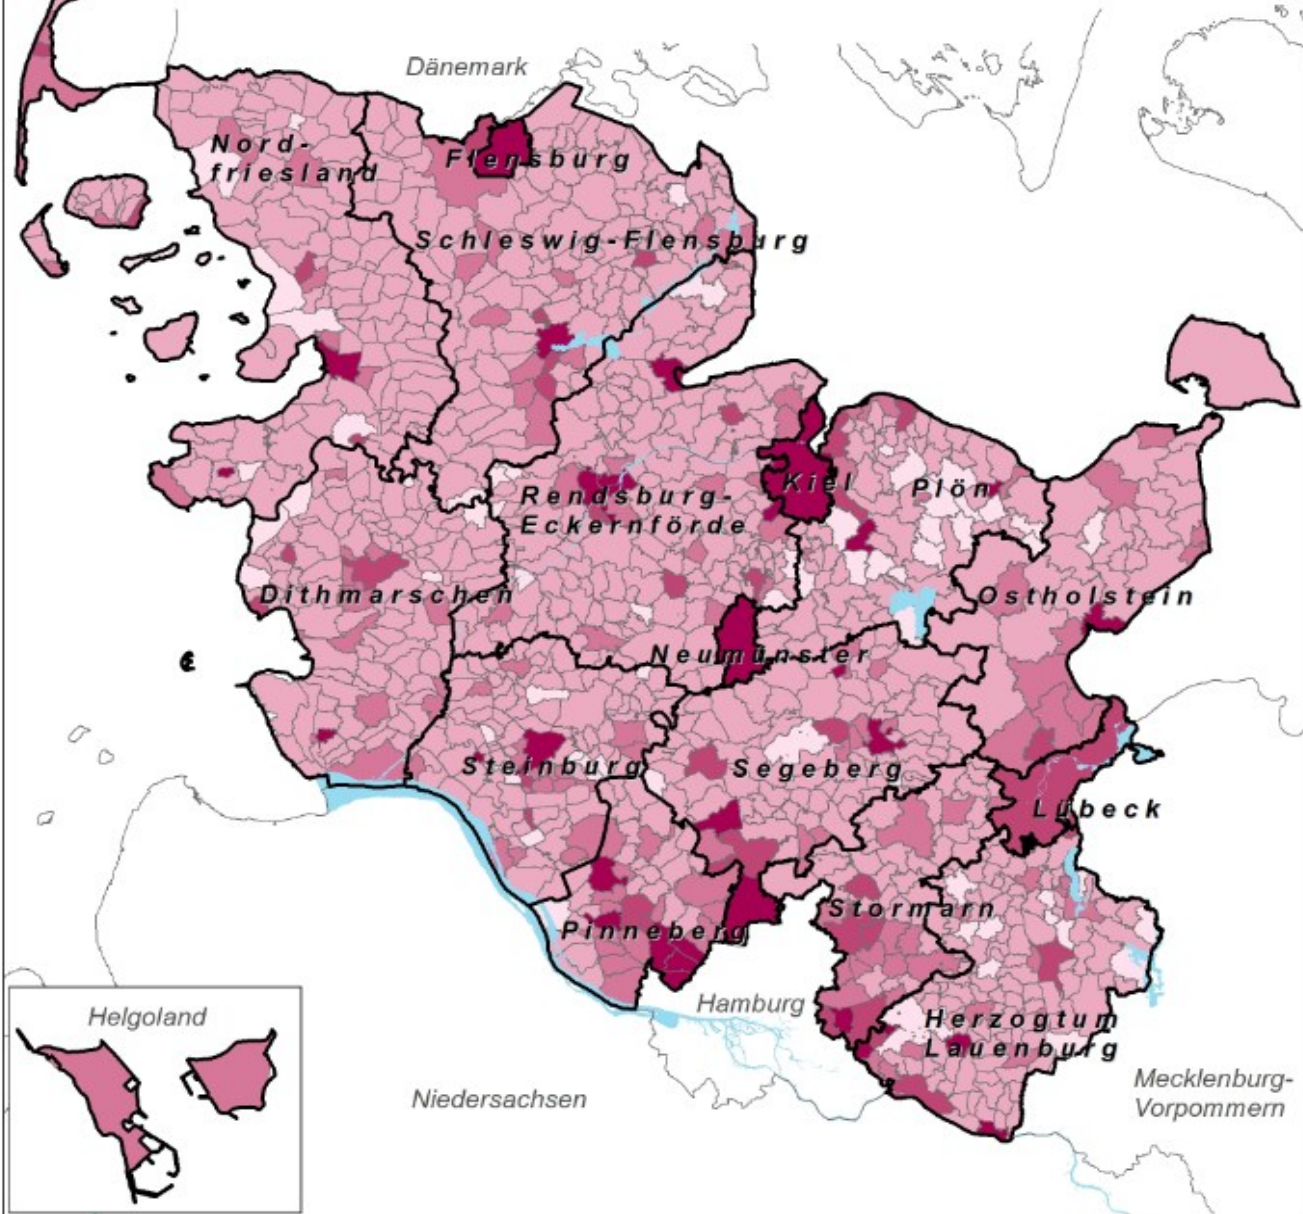 Dänemark
Nord-
friesland
Flensburg
Schleswig-Flensburg
Rendsburg-
Eckernförde
Kiel
Plön
Dithmarschen
Ostholstein
Neumünster
Steinburg
Segeberg
Lübeck
Stormarn
Pinneberg
Hamburg
Helgoland
Herzogtum
Lauenburg
Niedersachsen
Mecklenburg-
Vorpommern